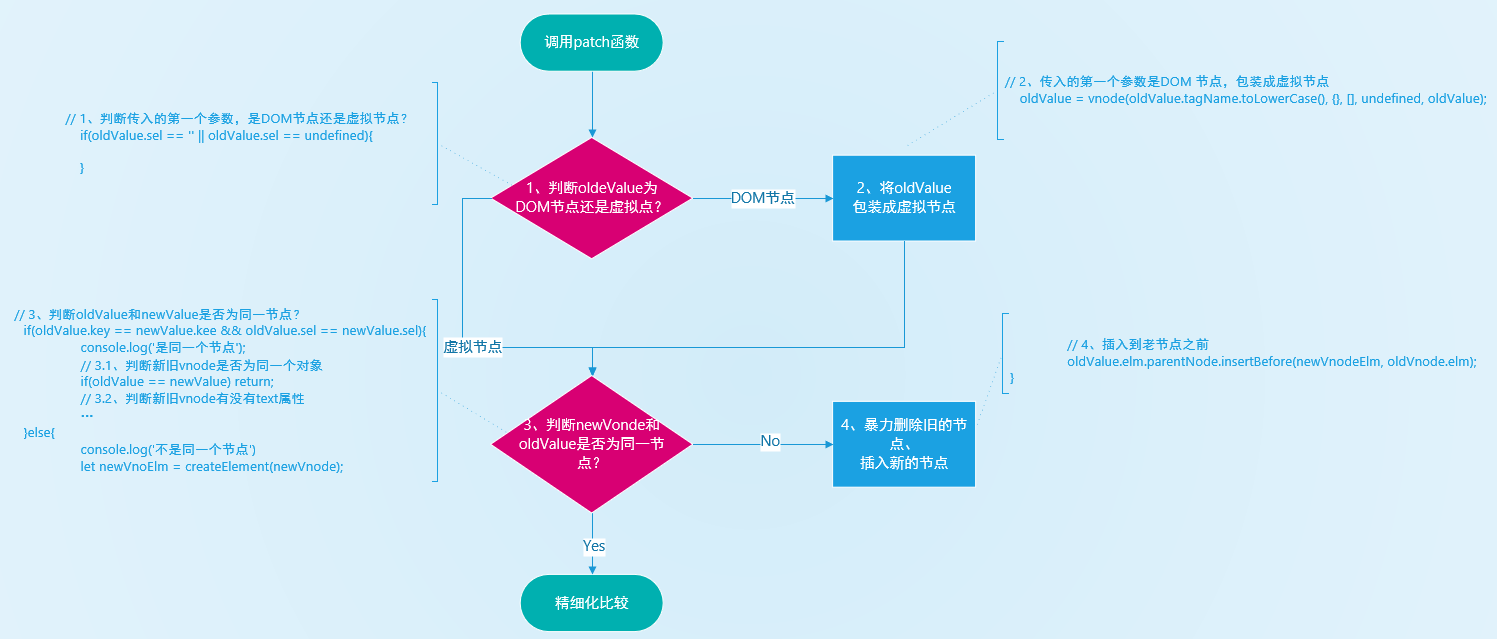 调用patch函数
// 1、判断传入的第一个参数，是DOM节点还是虚拟节点？
if(oldValue.sel == '' || oldValue.sel == undefined){
}
// 2、传入的第一个参数是DOM 节点，包装成虚拟节点
oldValue = vnode(oldValue.tagName.toLowerCase(), {}, [], undefined, oldValue);
1、判断oldeValue为
DOM节点还是虚拟点？
DOM节点
2、将oldValue
包装成虚拟节点
虚拟节点
// 3、判断oldValue和newValue是否为同一节点？
if(oldValue.key == newValue.kee && oldValue.sel == newValue.sel){
console.log('是同一个节点');
// 3.1、判断新旧vnode是否为同一个对象
if(oldValue == newValue) return;
// 3.2、判断新旧vnode有没有text属性
...
}else{
console.log('不是同一个节点')
let newVnoElm = createElement(newVnode);
3、判断newVonde和
oldValue是否为同一节
点？
No
4、暴力删除旧的节
点、
插入新的节点
// 4、插入到老节点之前
oldValue.elm.parentNode.insertBefore(newVnodeElm, oldVnode.elm);
}
Yes
精细化比较